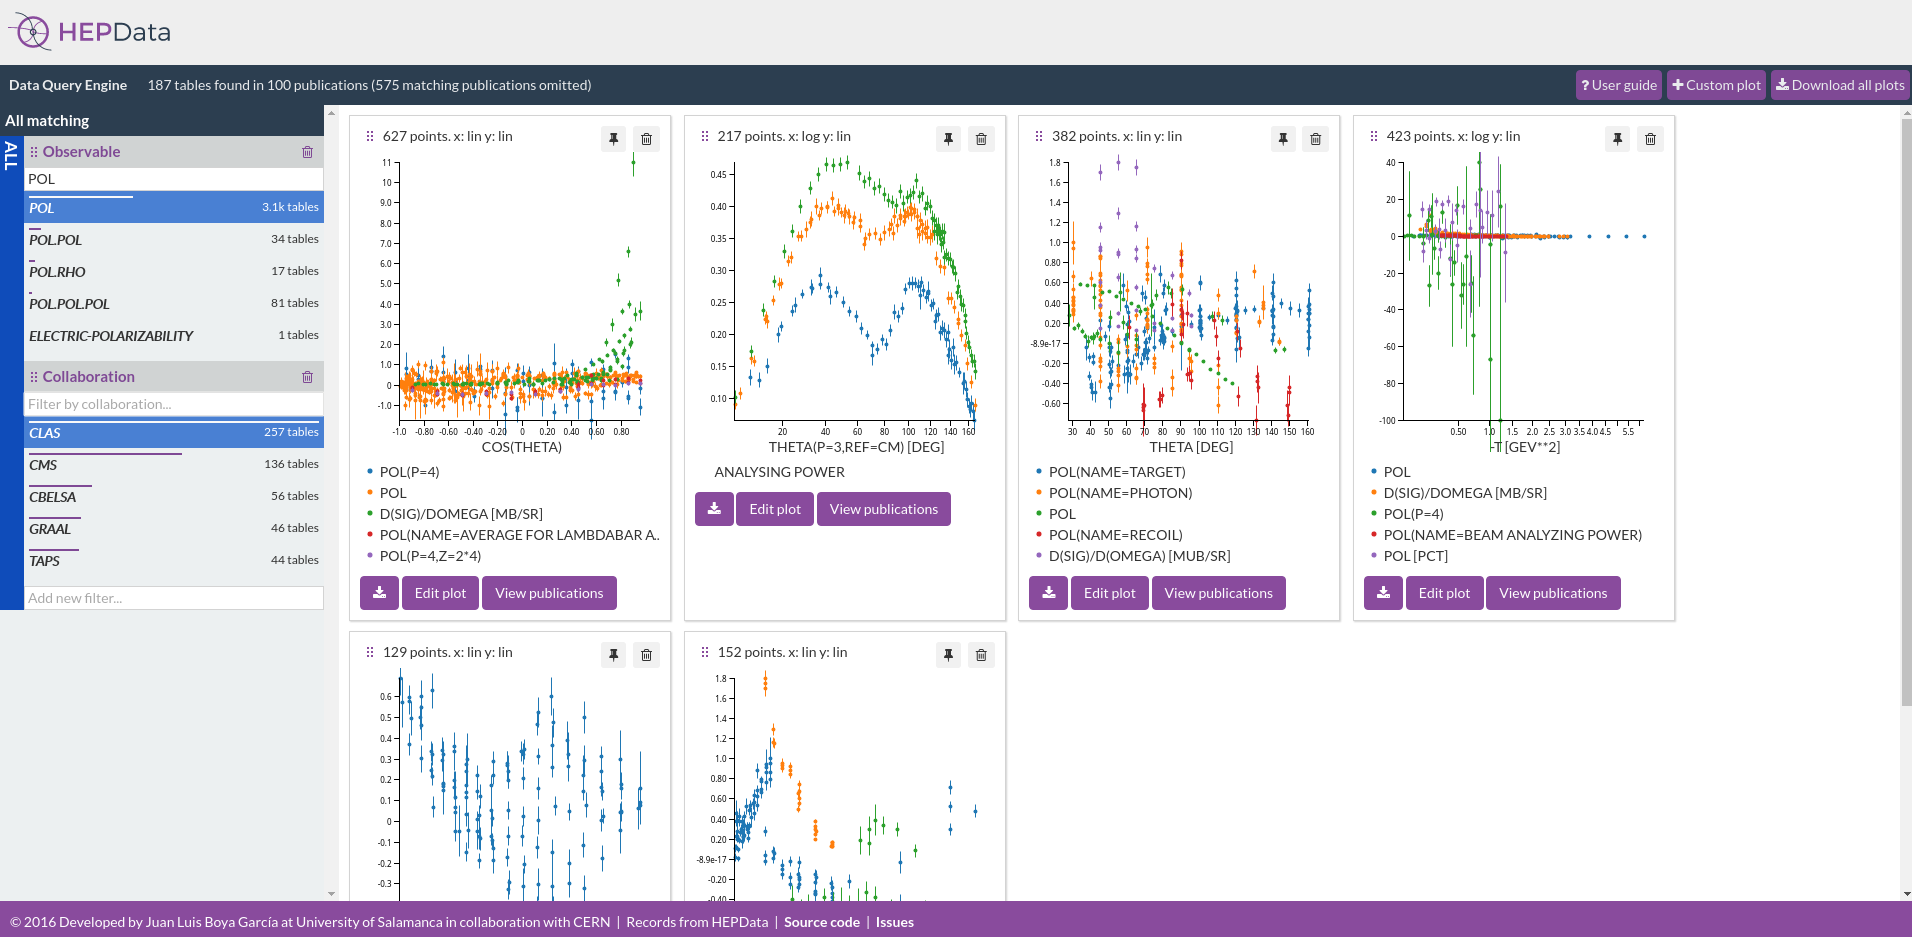 HEPData
Data Query Engine 187 tables found in 100 publications (575 matching publications omitted) ? User guide Custom plot Download all plots
All matching
ALL
Observable
POL
POL 3.1k tables
POL.POL 34 tables
POL.RHO 17 tables
POL.POL.POL 81 tables
ELECTRIC-POLARIZABILITY 1 tables
Collaboration
Filter by collaboration...
CLAS 257 tables
CMS 136 tables
CBELSA 56 tables
GRAAL 46 tables
TAPS 44 tables
Add new filter...
627 points. x: lin y: lin
11
10
9.0
8.0
7.0
6.0
5.0
4.0
3.0
2.0
1.0
0
-1.0
-1.0 -0.80 -0.60 -0.40 -0.20 0 0.20 0.40 0.60 0.80
COS(THETA)
POL(P=4)
POL
D(SIG)/DOMEGA [MB/SR]
POL(NAME=AVERAGE FOR LAMBDABAR A..
POL(P=4,Z=2*4)
Edit plot View publications
217 points. x: log y: lin
0.45
0.40
0.35
0.30
0.25
0.20
0.15
0.10
20 40 60 80 100 120 140 160
THETA(P=3,REF=CM) [DEG]
ANALYSING POWER
Edit plot View publications
382 points. x: lin y: lin
1.8
1.6
1.4
1.2
1.0
0.80
0.60
0.40
0.20
-8.9e-17
-0.20
-0.40
-0.60
30 40 50 60 70 80 90 100 110 120 130 140 150 160
THETA [DEG]
POL(NAME=TARGET)
POL(NAME=PHOTON)
POL
POL(NAME=RECOIL)
D(SIG)/D(OMEGA) [MUB/SR]
Edit plot View publications
423 points. x: log y: lin
40
20
0
-20
-40
-60
-80
-100
0.50 1.0 1.5 2.0 2.5 3.0 3.5 4.0 4.5 5.5
-T [GEV**2]
POL
D(SIG)/DOMEGA [MB/SR]
POL(P=4)
POL(NAME=BEAM ANALYZING POWER)
POL [PCT]
Edit plot View publications
129 points. x: lin y: lin
0.6
0.5
0.4
0.3
0.2
0.1
0
-0.1
-0.2
-0.3
152 points. x: lin y: lin
1.8
1.6
1.4
1.2
1.0
0.80
0.60
0.40
0.20
-8.9e-17
-0.20
-0.40
© 2016 Developed by Juan Luis Boya García at University of Salamanca in collaboration with CERN | Records from HEPData | Source code | Issues